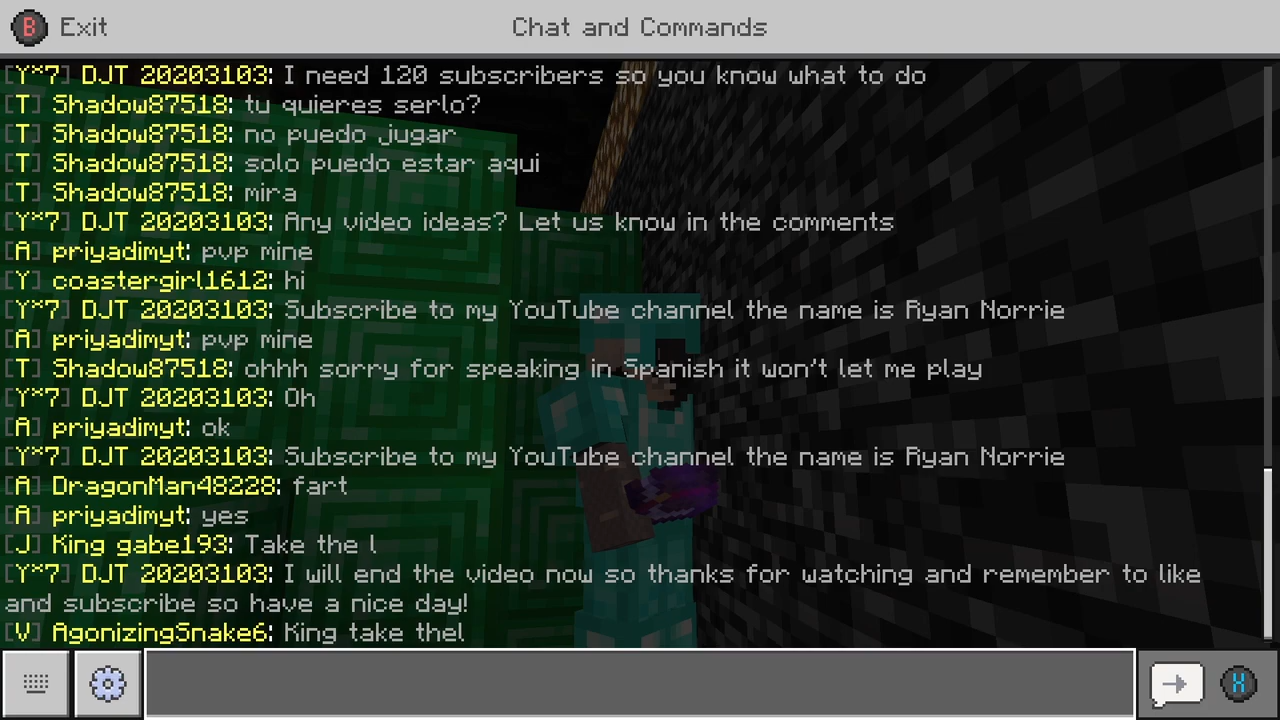 B Exit
Chat and Commands
[Y*7] DJT 20203103: I need 120 subscribers so you know what to do
[T] Shadow87518: tu quieres serlo?
[T] Shadow87518: no puedo jugar
[T] Shadow87518: solo puedo estar aqui
[T] Shadow87518: mira
[Y*7] DJT 20203103: Any video ideas? Let us know in the comments
[A] priyadimyt: pvp mine
[Y] coastergirl1612: hi
[Y*7] DJT 20203103: Subscribe to my YouTube channel the name is Ryan Norrie
[A] priyadimyt: pvp mine
[T] Shadow87518: ohhh sorry for speaking in Spanish it won't let me play
[Y*7] DJT 20203103: Oh
[A] priyadimyt: ok
[Y*7] DJT 20203103: Subscribe to my YouTube channel the name is Ryan Norrie
[A] DragonMan48228: fart
[A] priyadimyt: yes
[J] King gabe193: Take the l
[Y*7] DJT 20203103: I will end the video now so thanks for watching and remember to like
and subscribe so have a nice day!
[V] AgonizingSnake6: King take thel
X